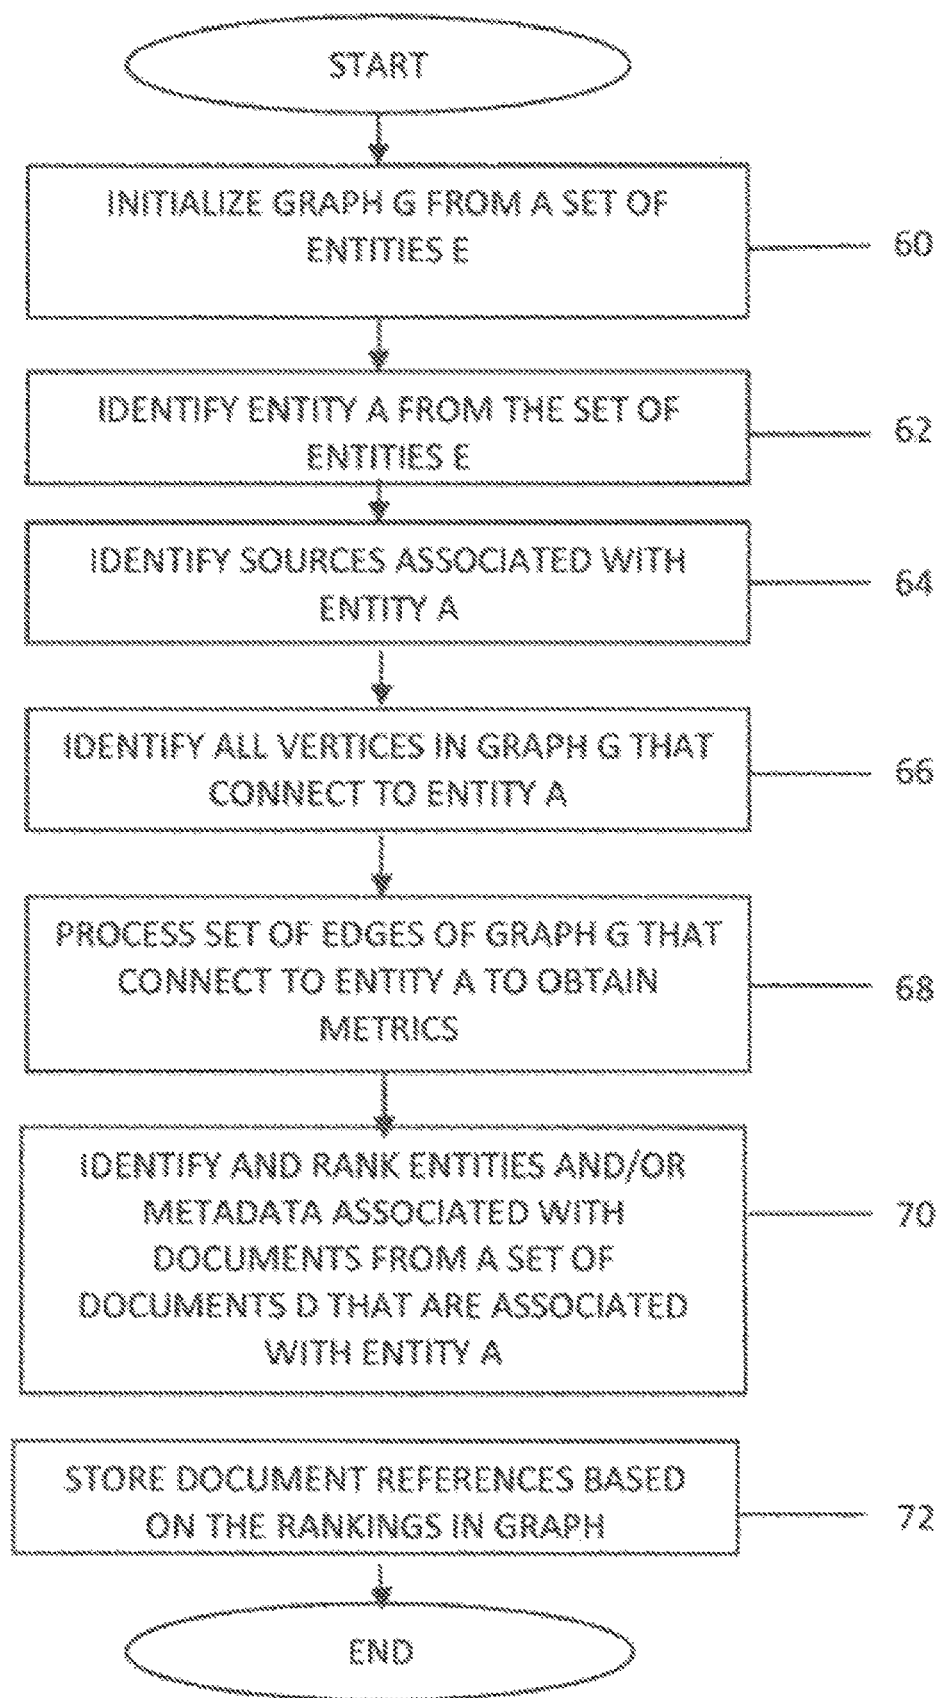 START
INITIALIZE GRAPH G FROM A SET OF
ENTITIES E
60
IDENTIFY ENTITY A FROM THE SET OF
ENTITIES E
62
IDENTIFY SOURCES ASSOCIATED WITH
ENTITY A
64
IDENTIFY ALL VERTICES IN GRAPH G THAT
CONNECT TO ENTITY A
66
PROCESS SET OF EDGES OF GRAPH G THAT
CONNECT TO ENTITY A TO OBTAIN
METRICS
68
IDENTIFY AND RANK ENTITIES AND/OR
METADATA ASSOCIATED WITH
DOCUMENTS FROM A SET OF
DOCUMENTS D THAT ARE ASSOCIATED
WITH ENTITY A
70
STORE DOCUMENT REFERENCES BASED
ON THE RANKINGS IN GRAPH
72
END